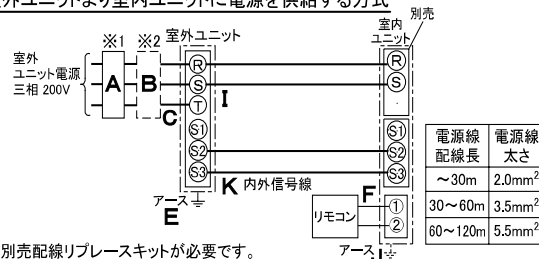 室外ユニットより室内ユニットに電源を供給する方式
別売
※1 ※2 室外ユニット
室内
ユニット
室外
ユニット電源
三相 200V
A B
C
R
S
T
S1
S2
S3
I
K 内外信号線
R
S
S1
S2
S3
F
リモコン
①
②
アース
E
アース
電源線
配線長
電源線
太さ
～30m 2.0mm²
30～60m 3.5mm²
60～120m 5.5mm²
別売配線リプレースキットが必要です。